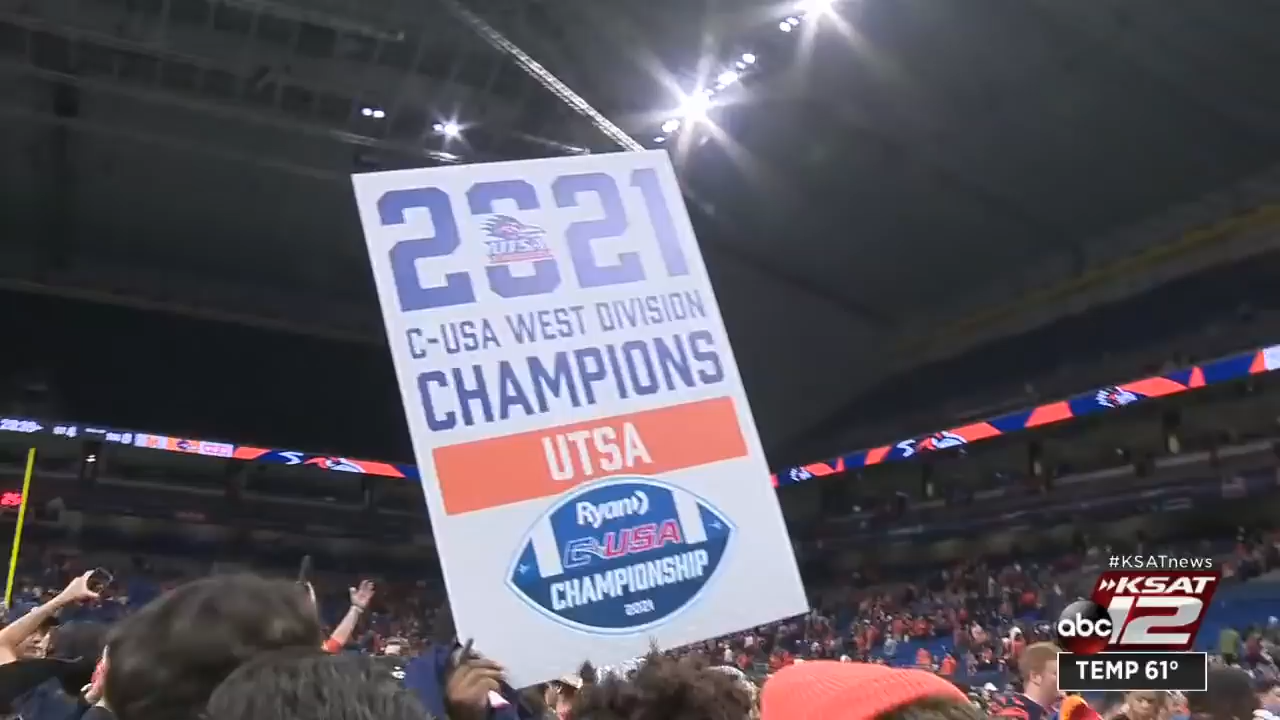 2021
UTSA
C-USA WEST DIVISION
CHAMPIONS
UTSA
Ryan
C-USA
CHAMPIONSHIP
2021
#KSATnews
KSAT
abc 12
TEMP 61°